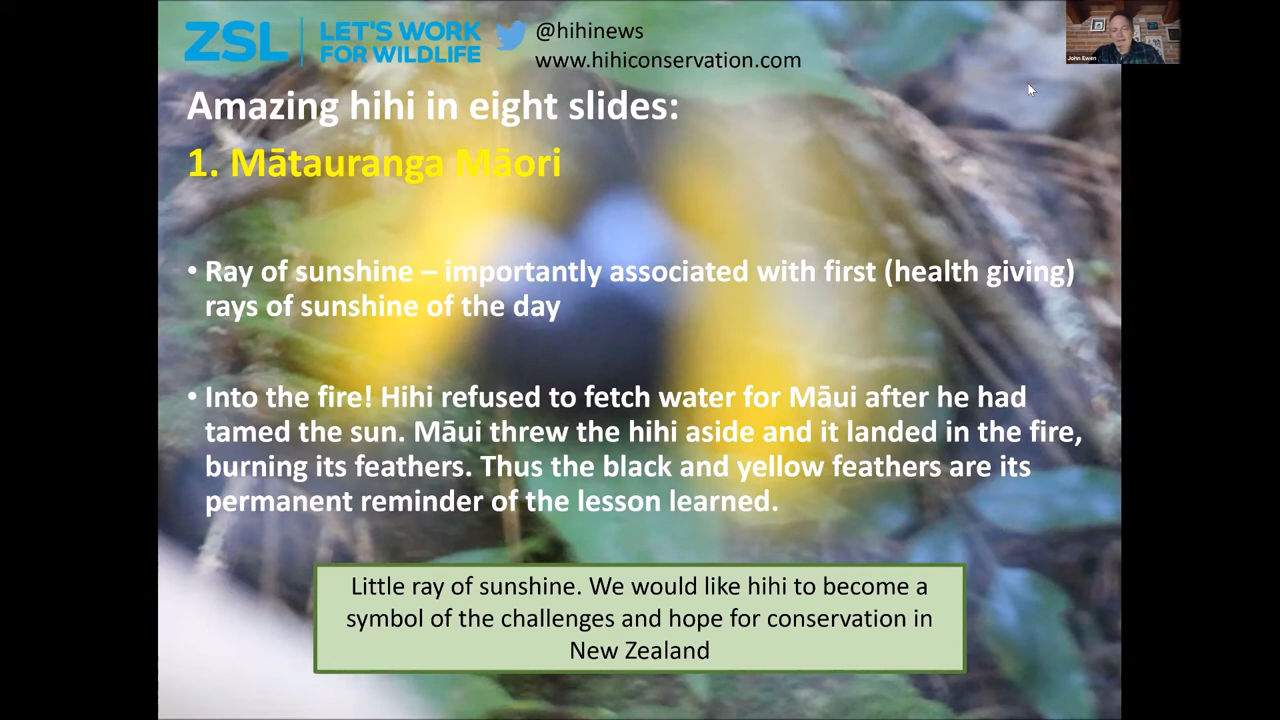 ZSL
LET'S WORK
FOR WILDLIFE
@hihinews
www.hihiconservation.com
John Ewen
Amazing hihi in eight slides:
1. Mātauranga Māori
• Ray of sunshine – importantly associated with first (health giving)
rays of sunshine of the day
• Into the fire! Hihi refused to fetch water for Māui after he had
tamed the sun. Māui threw the hihi aside and it landed in the fire,
burning its feathers. Thus the black and yellow feathers are its
permanent reminder of the lesson learned.
Little ray of sunshine. We would like hihi to become a
symbol of the challenges and hope for conservation in
New Zealand